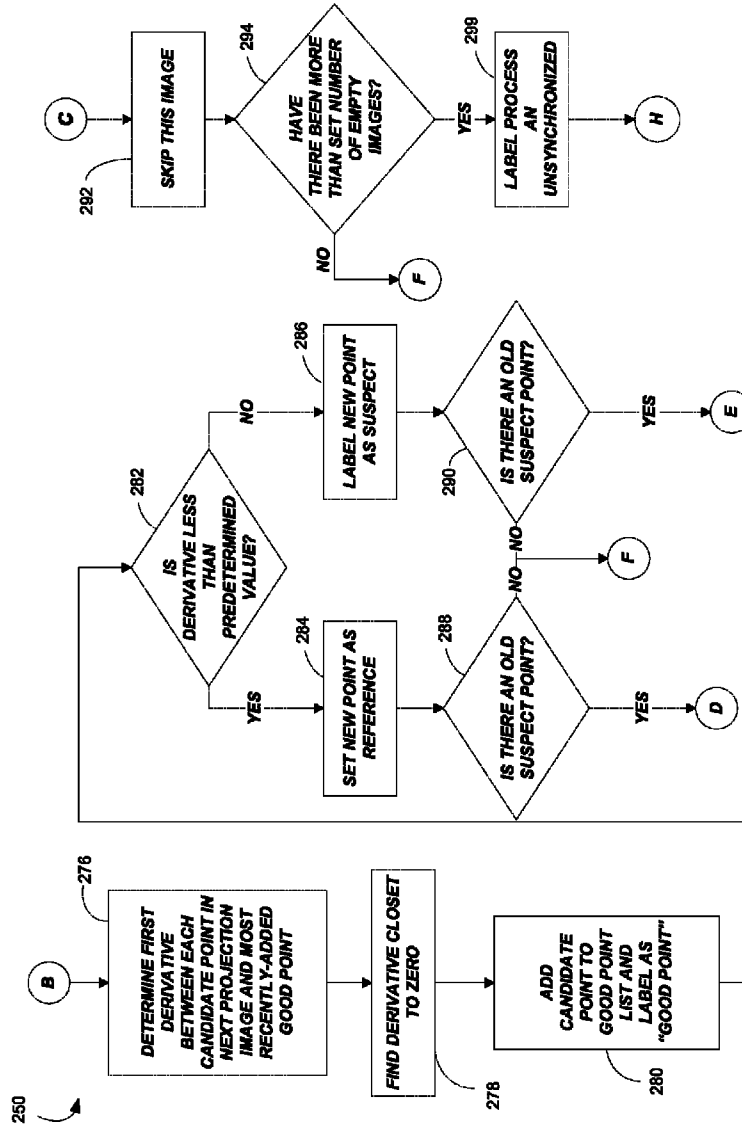 250
B
276
DETERMINE FIRST
DERIVATIVE
BETWEEN EACH
CANDIDATE POINT IN
NEXT PROJECTION
IMAGE AND MOST
RECENTLY-ADDED
GOOD POINT
FIND DERIVATIVE CLOSET
TO ZERO
278
ADD
CANDIDATE
POINT TO
GOOD POINT
LIST AND
LABEL AS
"GOOD POINT"
280
282
IS
DERIVATIVE LESS
THAN
PREDETERMINED
VALUE?
YES
NO
284
SET NEW POINT AS
REFERENCE
286
LABEL NEW POINT
AS SUSPECT
288
IS THERE AN OLD
SUSPECT POINT?
NO
NO
290
IS THERE AN OLD
SUSPECT POINT?
F
YES
D
YES
E
C
292
SKIP THIS IMAGE
294
HAVE
THERE BEEN MORE
THAN SET NUMBER
OF EMPTY
IMAGES?
NO
F
YES
299
LABEL PROCESS
AN
UNSYNCHRONIZED
H